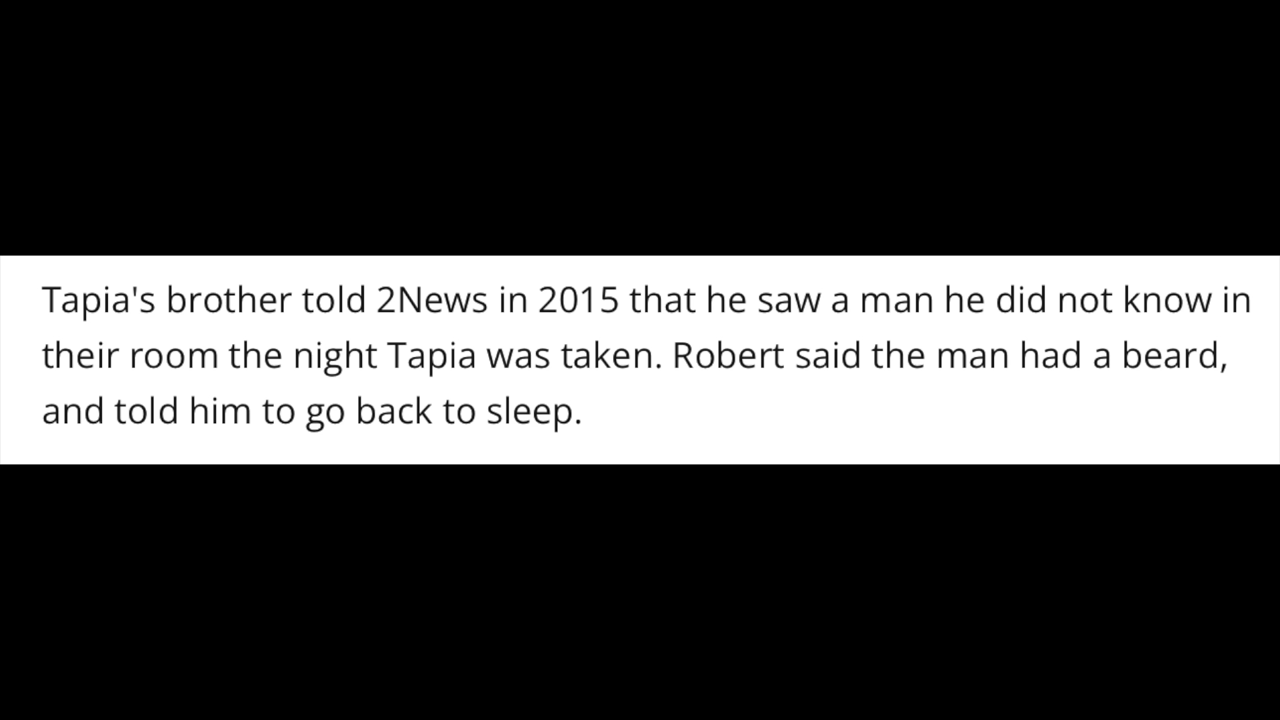 Tapia's brother told 2News in 2015 that he saw a man he did not know in
their room the night Tapia was taken. Robert said the man had a beard,
and told him to go back to sleep.